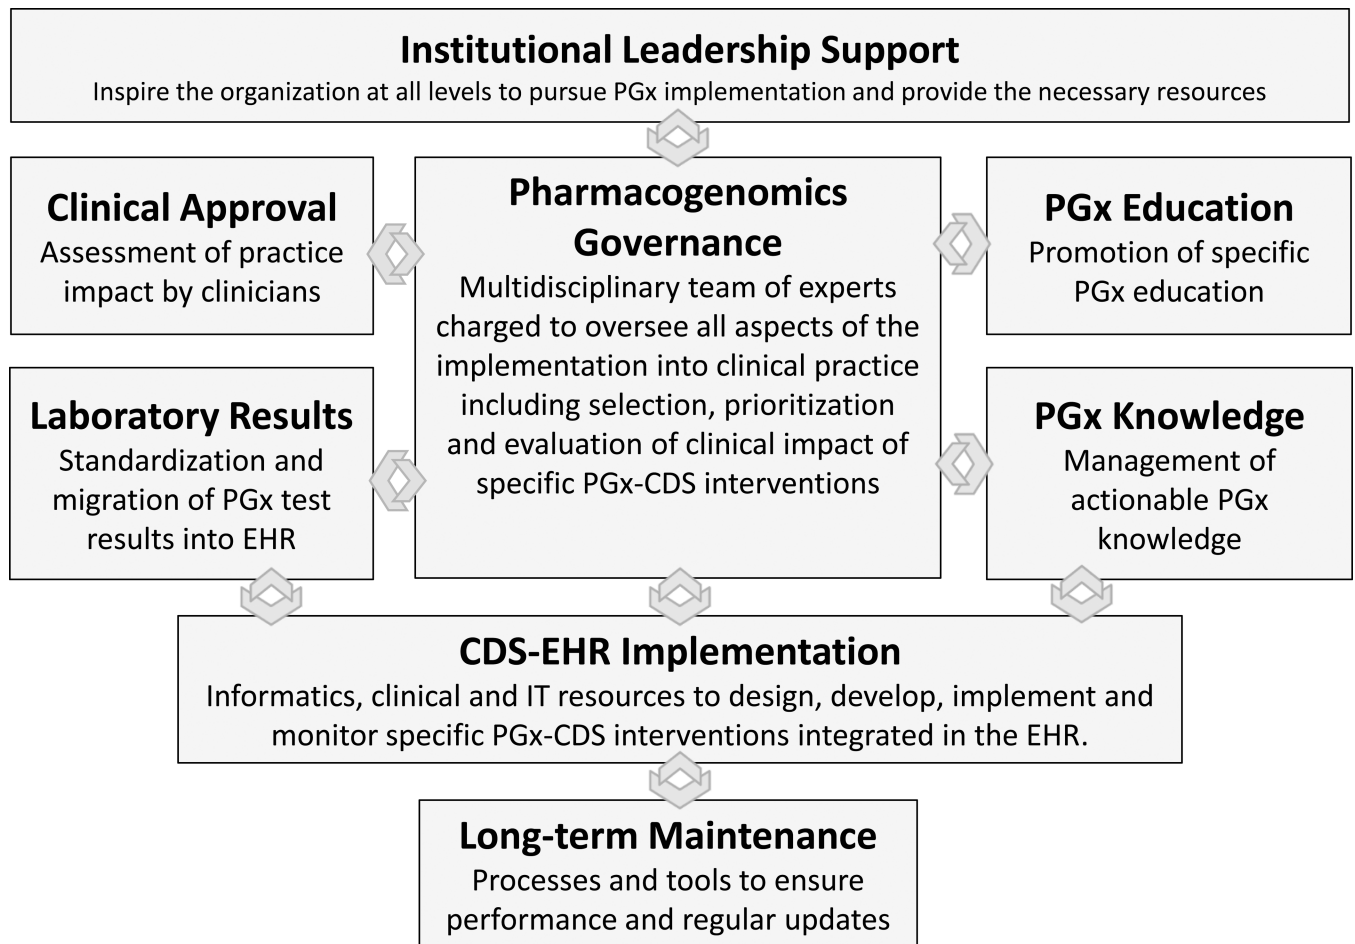 Institutional Leadership Support
Inspire the organization at all levels to pursue PGx implementation and provide the necessary resources
Clinical Approval
Assessment of practice
impact by clinicians
Pharmacogenomics
Governance
Multidisciplinary team of experts
charged to oversee all aspects of the
implementation into clinical practice
including selection, prioritization
and evaluation of clinical impact of
specific PGx-CDS interventions
PGx Education
Promotion of specific
PGx education
Laboratory Results
Standardization and
migration of PGx test
results into EHR
PGx Knowledge
Management of
actionable PGx
knowledge
CDS-EHR Implementation
Informatics, clinical and IT resources to design, develop, implement and
monitor specific PGx-CDS interventions integrated in the EHR.
Long-term Maintenance
Processes and tools to ensure
performance and regular updates